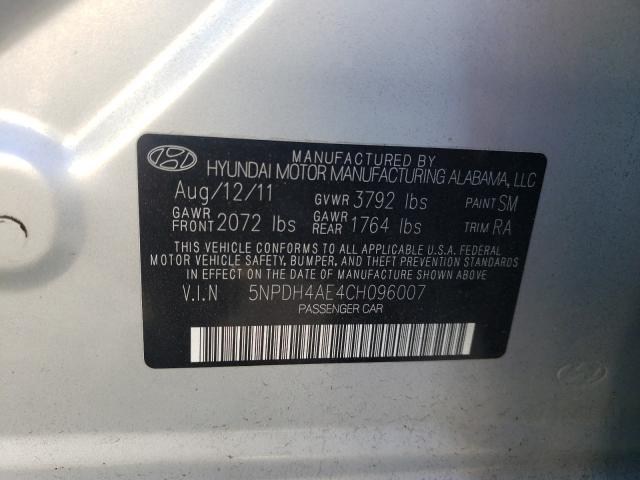 MANUFACTURED BY
HYUNDAI MOTOR MANUFACTURING ALABAMA, LLC
Aug/12/11 GVWR 3792 lbs PAINT SM
GAWR FRONT 2072 lbs GAWR REAR 1764 lbs TRIM RA
THIS VEHICLE CONFORMS TO ALL APPLICABLE U.S.A. FEDERAL
MOTOR VEHICLE SAFETY, BUMPER, AND THEFT PREVENTION STANDARDS
IN EFFECT ON THE DATE OF MANUFACTURE SHOWN ABOVE
V.I.N 5NPDH4AE4CH096007
PASSENGER CAR